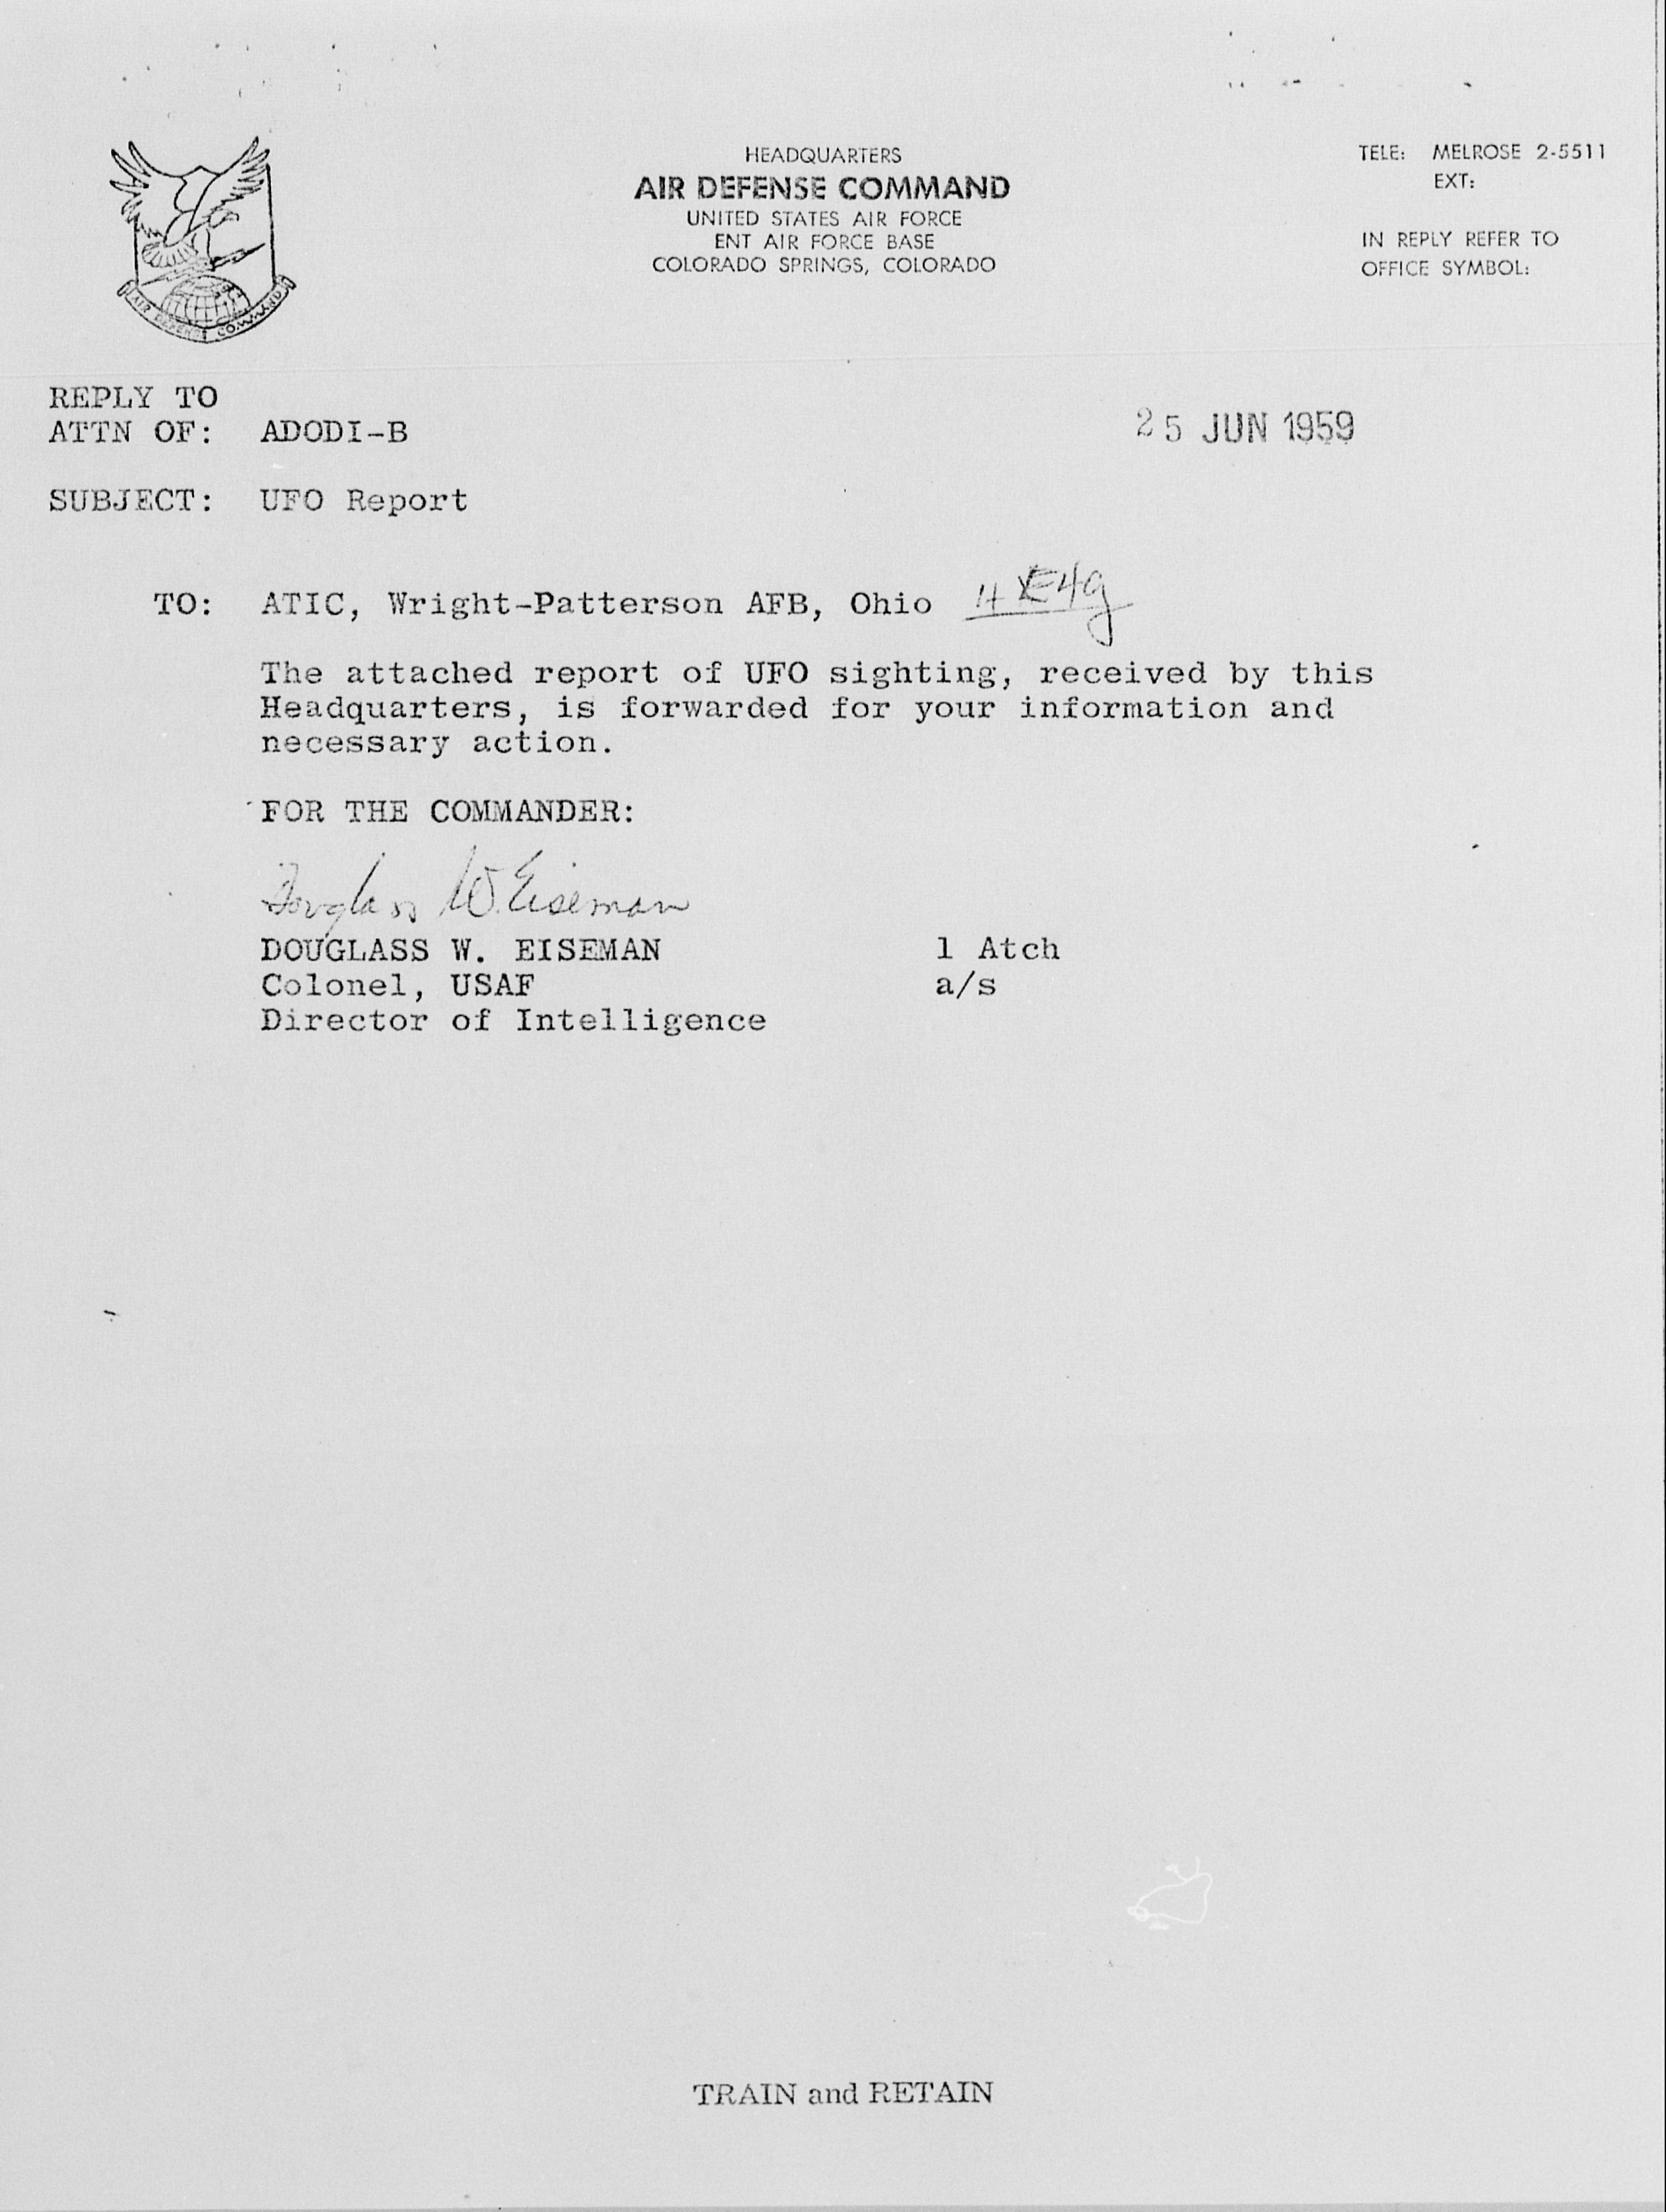 HEADQUARTERS
AIR DEFENSE COMMAND
UNITED STATES AIR FORCE
ENT AIR FORCE BASE
COLORADO SPRINGS, COLORADO
TELE: MELROSE 2-5511
EXT:
IN REPLY REFER TO
OFFICE SYMBOL:
AIR DEFENSE COMMAND
REPLY TO
ATTN OF: ADODI-B
25 JUN 1959
SUBJECT: UFO Report
TO: ATIC, Wright-Patterson AFB, Ohio
The attached report of UFO sighting, received by this
Headquarters, is forwarded for your information and
necessary action.
FOR THE COMMANDER:
Douglass W. Eiseman
DOUGLASS W. EISEMAN 1 Atch
Colonel, USAF a/s
Director of Intelligence
TRAIN and RETAIN